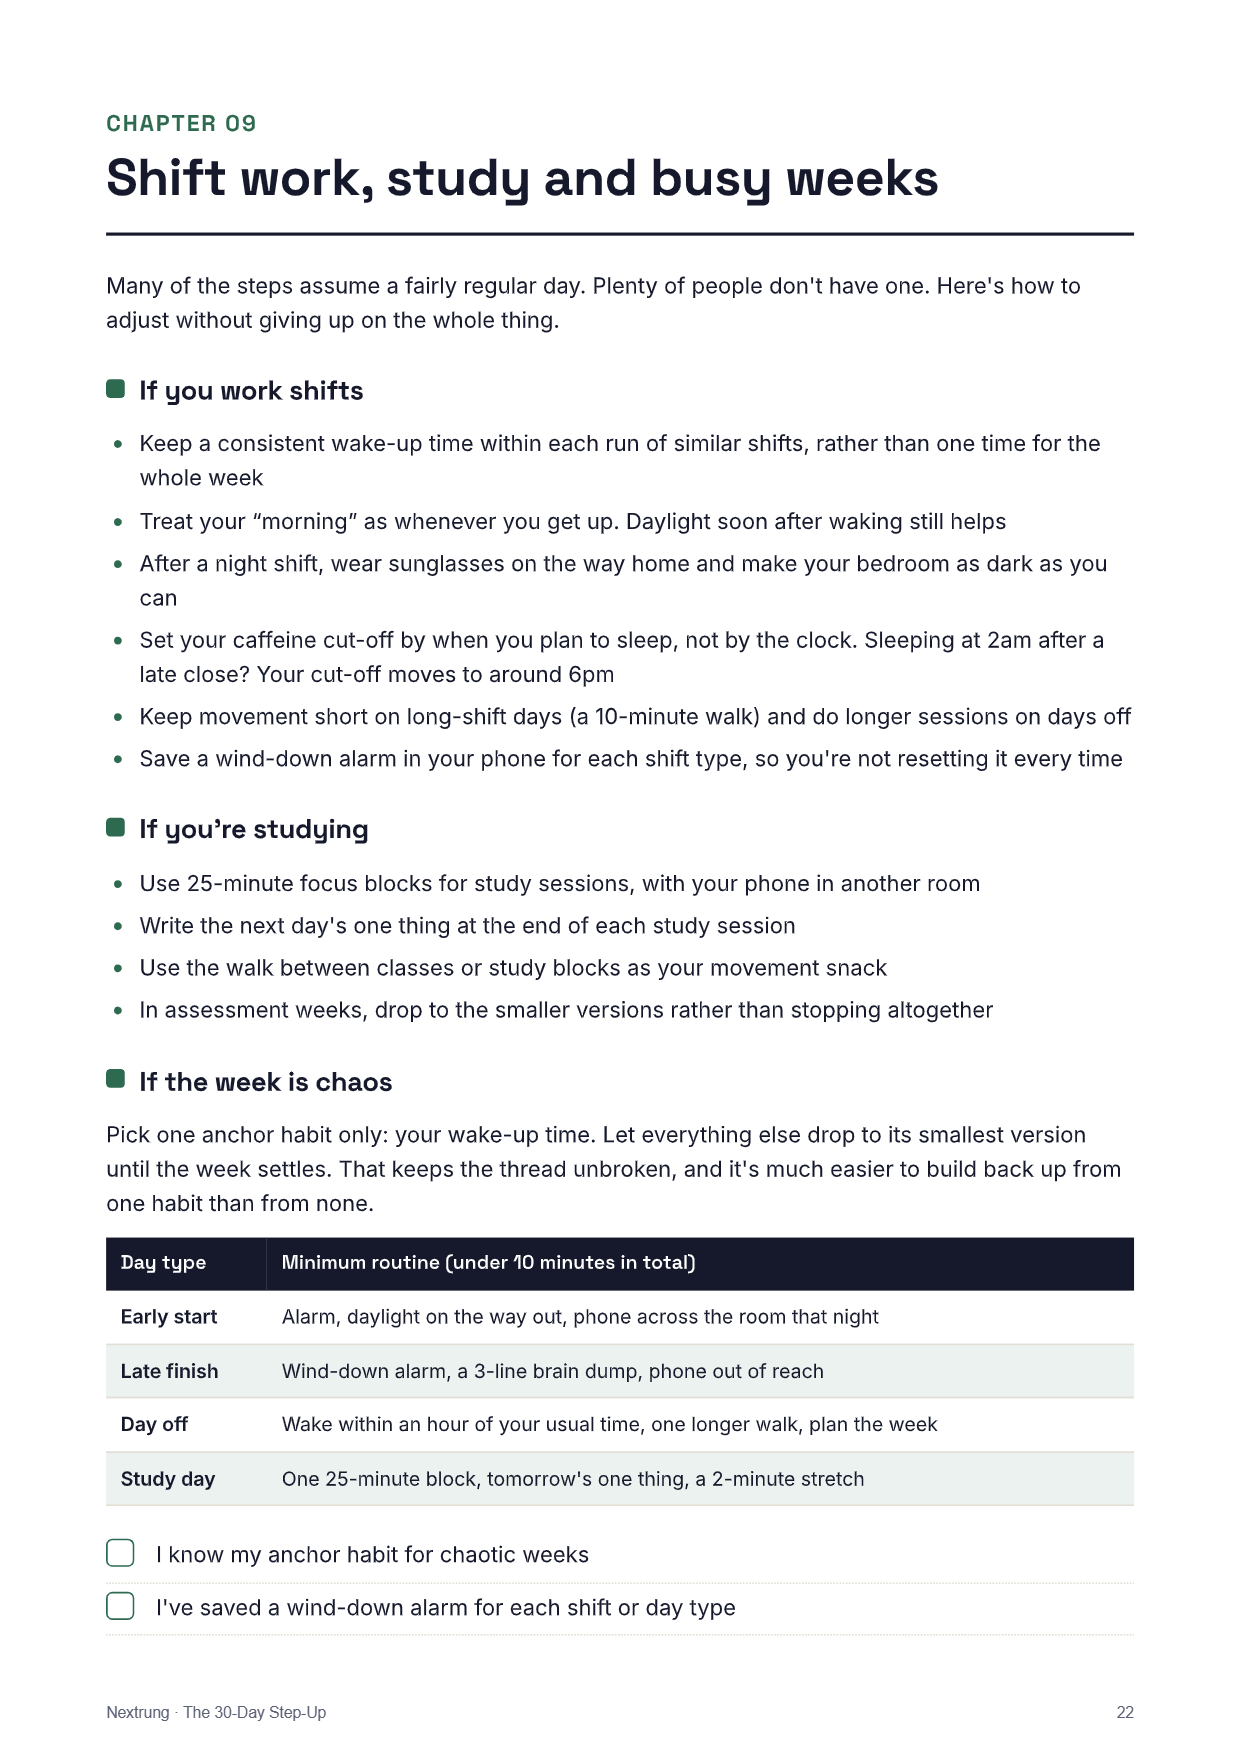 CHAPTER 09
Shift work, study and busy weeks
Many of the steps assume a fairly regular day. Plenty of people don't have one. Here's how to
adjust without giving up on the whole thing.
If you work shifts
• Keep a consistent wake-up time within each run of similar shifts, rather than one time for the
whole week
• Treat your “morning” as whenever you get up. Daylight soon after waking still helps
• After a night shift, wear sunglasses on the way home and make your bedroom as dark as you
can
• Set your caffeine cut-off by when you plan to sleep, not by the clock. Sleeping at 2am after a
late close? Your cut-off moves to around 6pm
• Keep movement short on long-shift days (a 10-minute walk) and do longer sessions on days off
• Save a wind-down alarm in your phone for each shift type, so you're not resetting it every time
If you’re studying
• Use 25-minute focus blocks for study sessions, with your phone in another room
• Write the next day's one thing at the end of each study session
• Use the walk between classes or study blocks as your movement snack
• In assessment weeks, drop to the smaller versions rather than stopping altogether
If the week is chaos
Pick one anchor habit only: your wake-up time. Let everything else drop to its smallest version
until the week settles. That keeps the thread unbroken, and it's much easier to build back up from
one habit than from none.
Day type Minimum routine (under 10 minutes in total)
Early start Alarm, daylight on the way out, phone across the room that night
Late finish Wind-down alarm, a 3-line brain dump, phone out of reach
Day off Wake within an hour of your usual time, one longer walk, plan the week
Study day One 25-minute block, tomorrow's one thing, a 2-minute stretch
I know my anchor habit for chaotic weeks
I've saved a wind-down alarm for each shift or day type
Nextrung · The 30-Day Step-Up 22